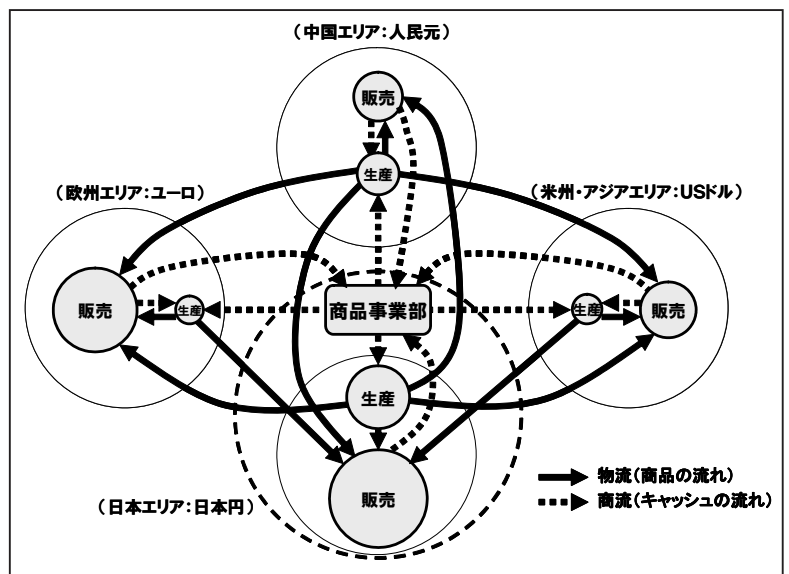 （中国エリア：人民元）
販売
生産
（欧州エリア：ユーロ）
（米州・アジアエリア：USドル）
販売
生産
商品事業部
生産
販売
生産
販売
（日本エリア：日本円）
物流（商品の流れ）
商流（キャッシュの流れ）